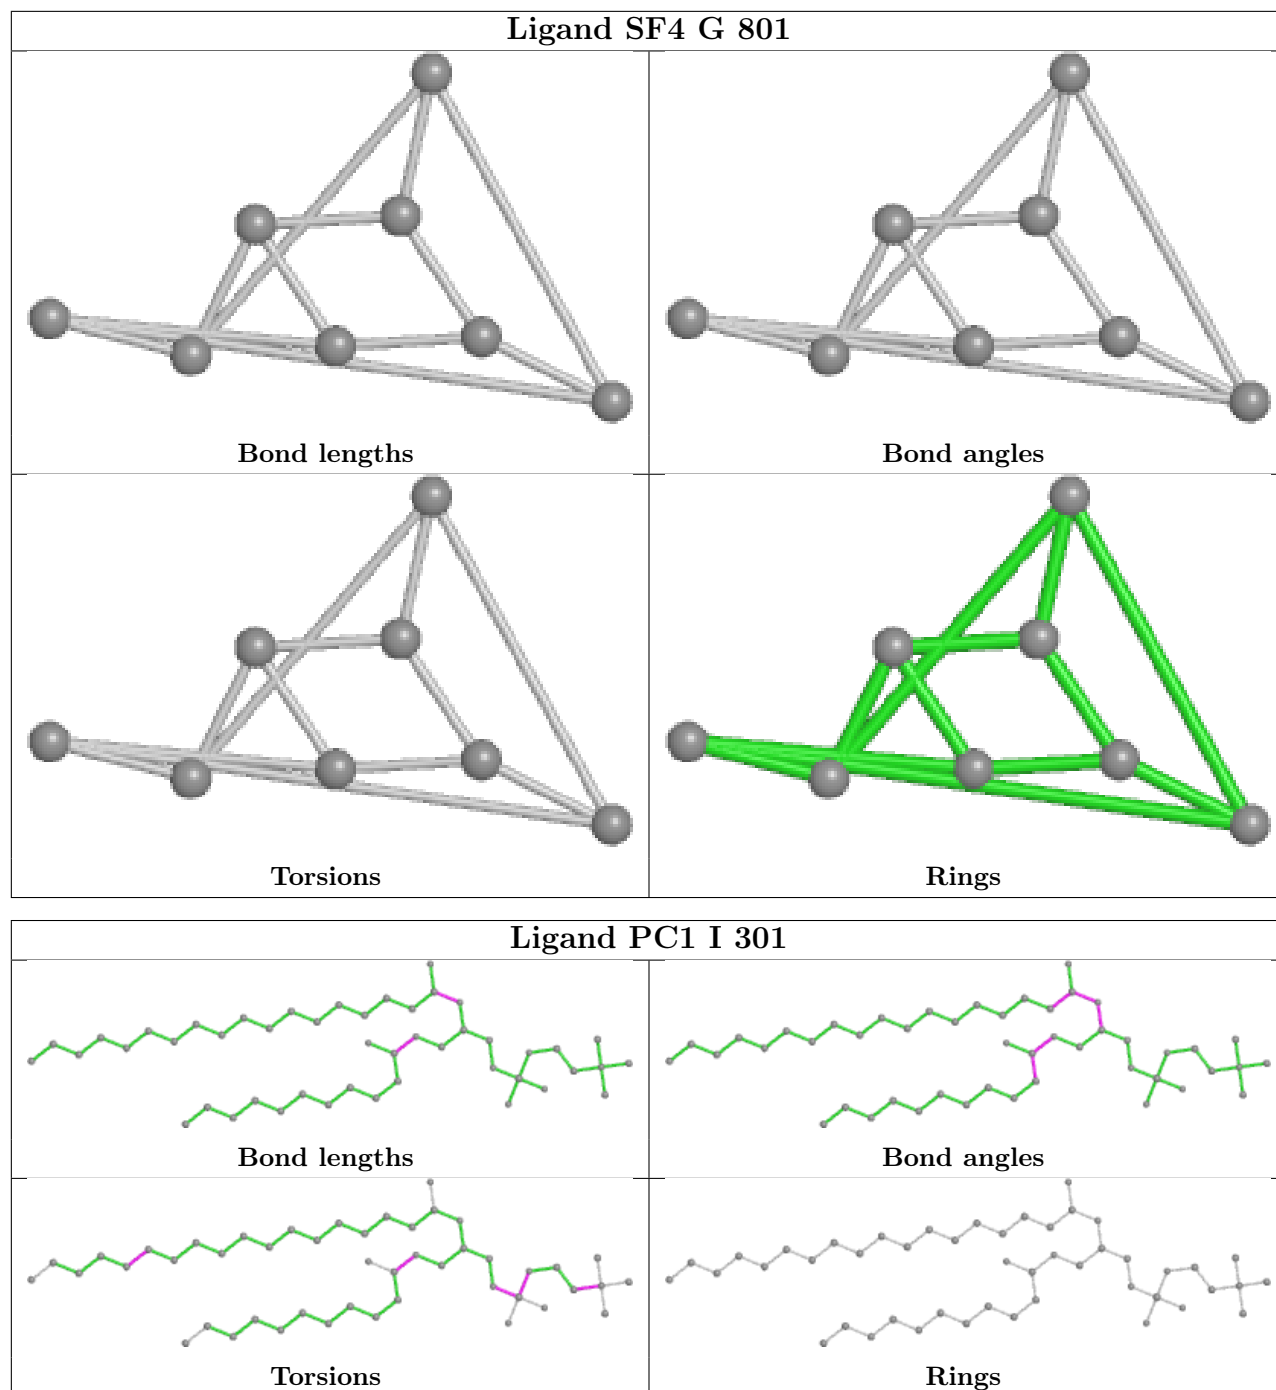 Ligand SF4 G 801
Bond lengths
Bond angles
Torsions
Rings
Ligand PC1 I 301
Bond lengths
Bond angles
Torsions
Rings